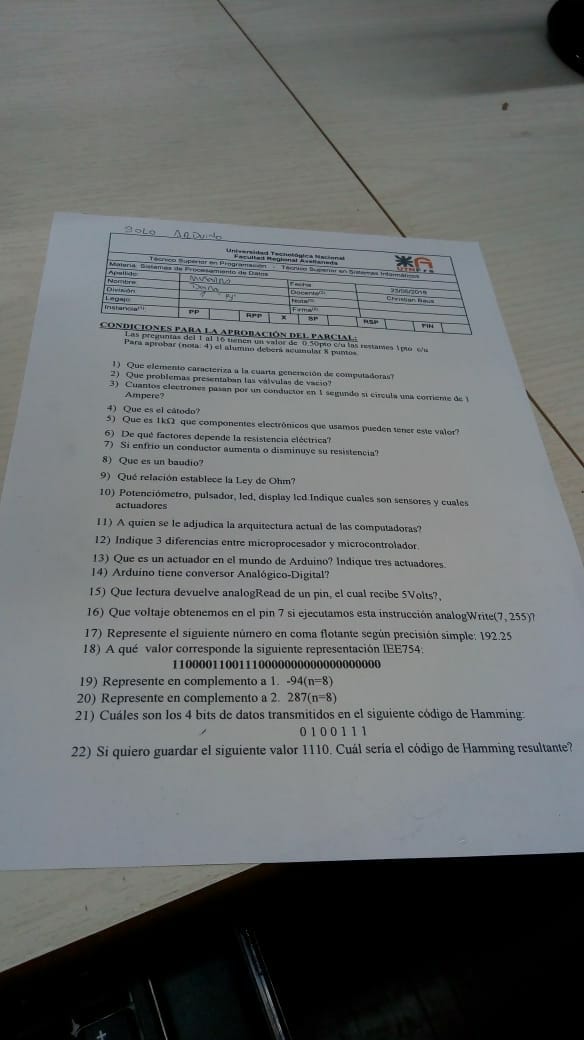 SOLO ARDUINO
Universidad Tecnológica Nacional
Facultad Regional Avellaneda
UTNFra
Técnico Superior en Programación - Técnico Superior en Sistemas Informáticos
Materia: Sistemas de Procesamiento de Datos
Apellido:
Fecha
23/05/2019
Nombre:
Docente
Christian Baus
División:
Nota
Legajo:
Firma
Instancia
PP
RPP
X
SP
RSP
FIN
CONDICIONES PARA LA APROBACIÓN DEL PARCIAL:
Las preguntas del 1 al 16 tienen un valor de 0.50pto c/u las restantes 1pto c/u
Para aprobar (nota: 4) el alumno deberá acumular 8 puntos.
1) Que elemento caracteriza a la cuarta generación de computadoras?
2) Que problemas presentaban las válvulas de vacío?
3) Cuantos electrones pasan por un conductor en 1 segundo si circula una corriente de 1
Ampere?
4) Que es el cátodo?
5) Que es 1kΩ que componentes electrónicos que usamos pueden tener este valor?
6) De qué factores depende la resistencia eléctrica?
7) Si enfrio un conductor aumenta o disminuye su resistencia?
8) Que es un baudio?
9) Qué relación establece la Ley de Ohm?
10) Potenciómetro, pulsador, led, display lcd.Indique cuales son sensores y cuales
actuadores
11) A quien se le adjudica la arquitectura actual de las computadoras?
12) Indique 3 diferencias entre microprocesador y microcontrolador.
13) Que es un actuador en el mundo de Arduino? Indique tres actuadores.
14) Arduino tiene conversor Analógico-Digital?
15) Que lectura devuelve analogRead de un pin, el cual recibe 5Volts?,
16) Que voltaje obtenemos en el pin 7 si ejecutamos esta instrucción analogWrite(7, 255)?
17) Represente el siguiente número en coma flotante según precisión simple: 192.25
18) A qué valor corresponde la siguiente representación IEE754:
11000011001110000000000000000000
19) Represente en complemento a 1. -94(n=8)
20) Represente en complemento a 2. 287(n=8)
21) Cuáles son los 4 bits de datos transmitidos en el siguiente código de Hamming:
0 1 0 0 1 1 1
22) Si quiero guardar el siguiente valor 1110. Cuál sería el código de Hamming resultante?